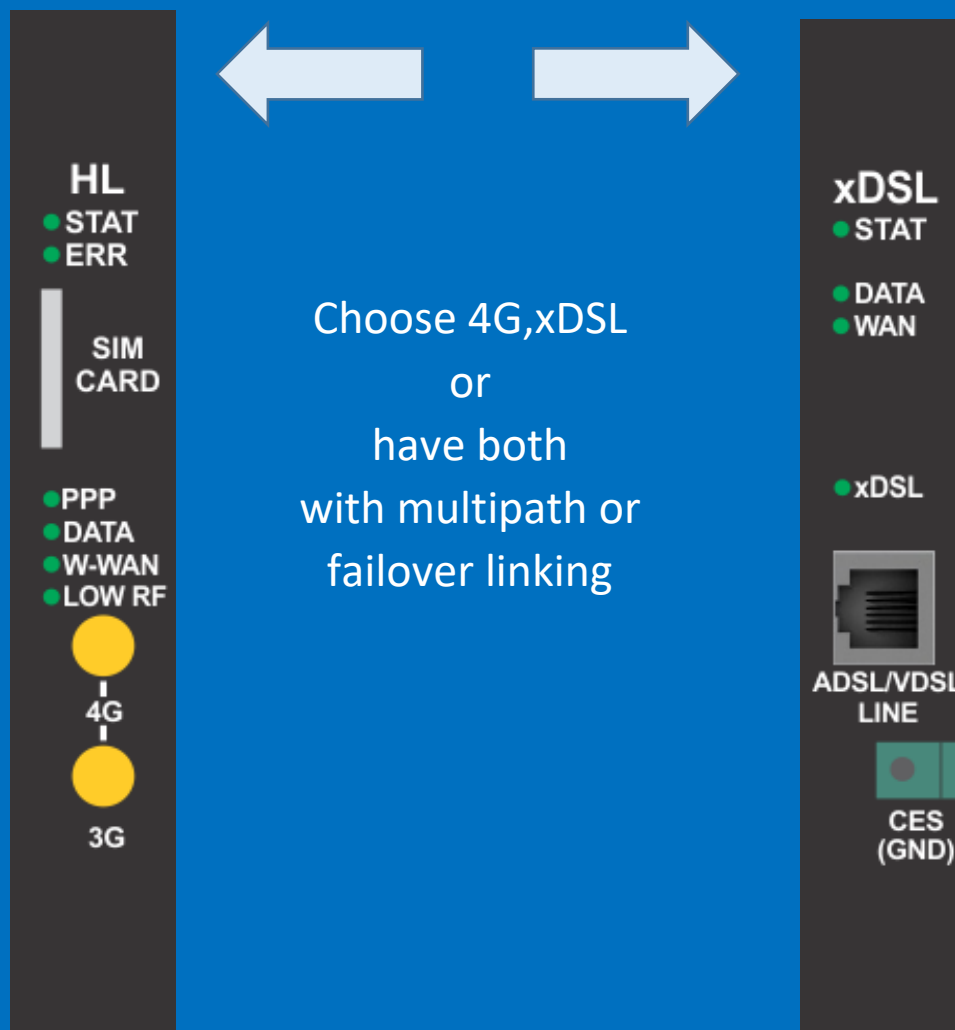 HL
STAT
ERR
SIM
CARD
PPP
DATA
W-WAN
LOW RF
4G
3G
Choose 4G,xDSL
or
have both
with multipath or
failover linking
xDSL
STAT
DATA
WAN
xDSL
ADSL/VDSL
LINE
CES
(GND)